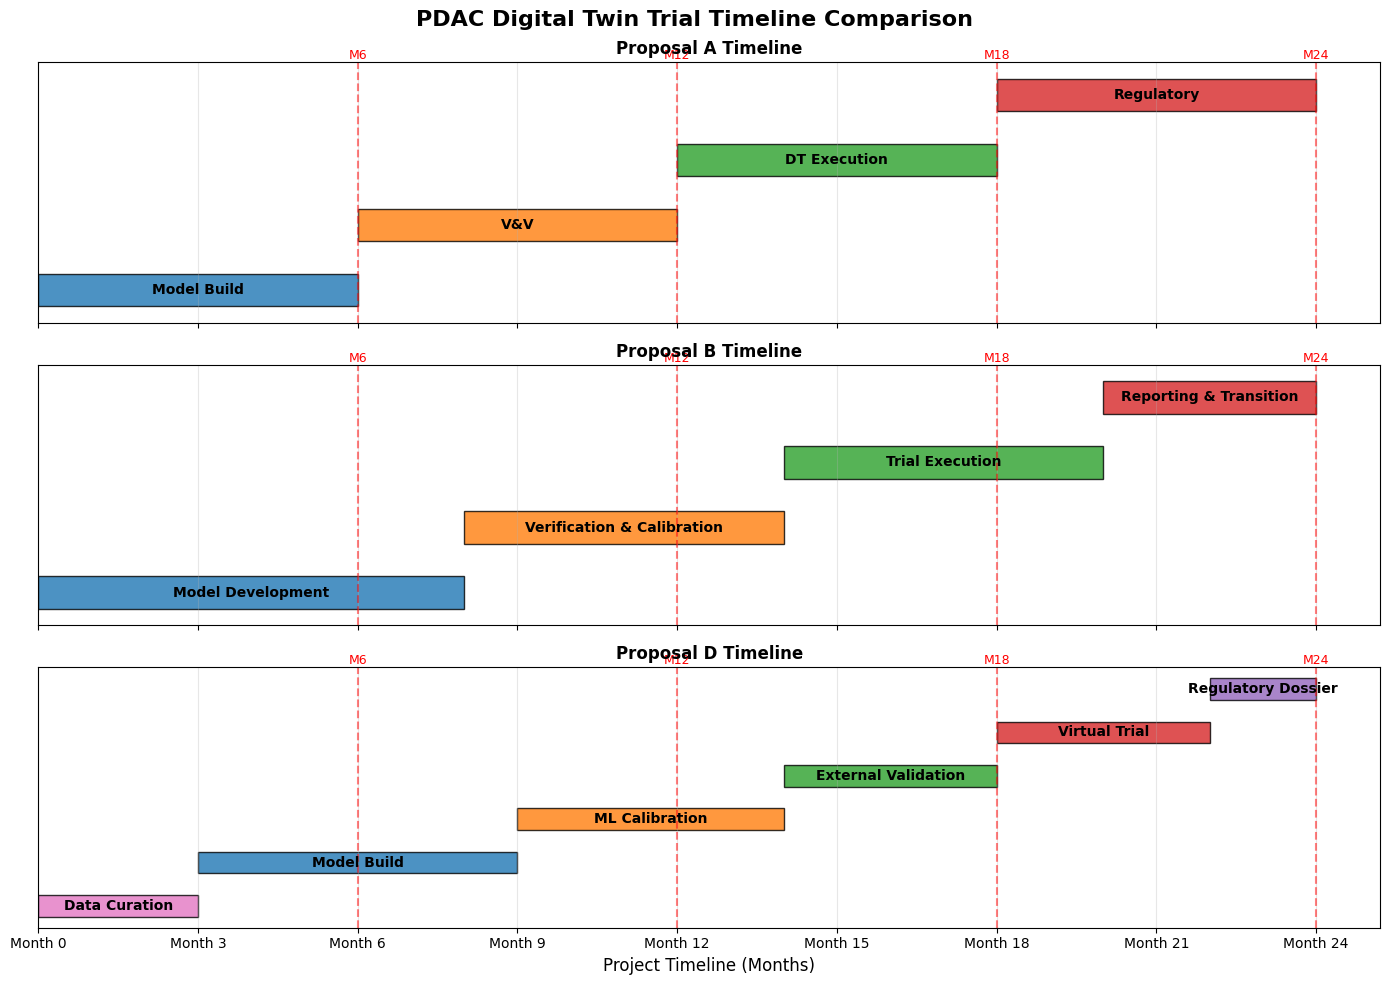 PDAC Digital Twin Trial Timeline Comparison
Proposal A Timeline
M6 M12 M18 M24
Regulatory
DT Execution
V&V
Model Build
Proposal B Timeline
M6 M12 M18 M24
Reporting & Transition
Trial Execution
Verification & Calibration
Model Development
Proposal D Timeline
M6 M12 M18 M24
Regulatory Dossier
Virtual Trial
External Validation
ML Calibration
Model Build
Data Curation
Month 0 Month 3 Month 6 Month 9 Month 12 Month 15 Month 18 Month 21 Month 24
Project Timeline (Months)